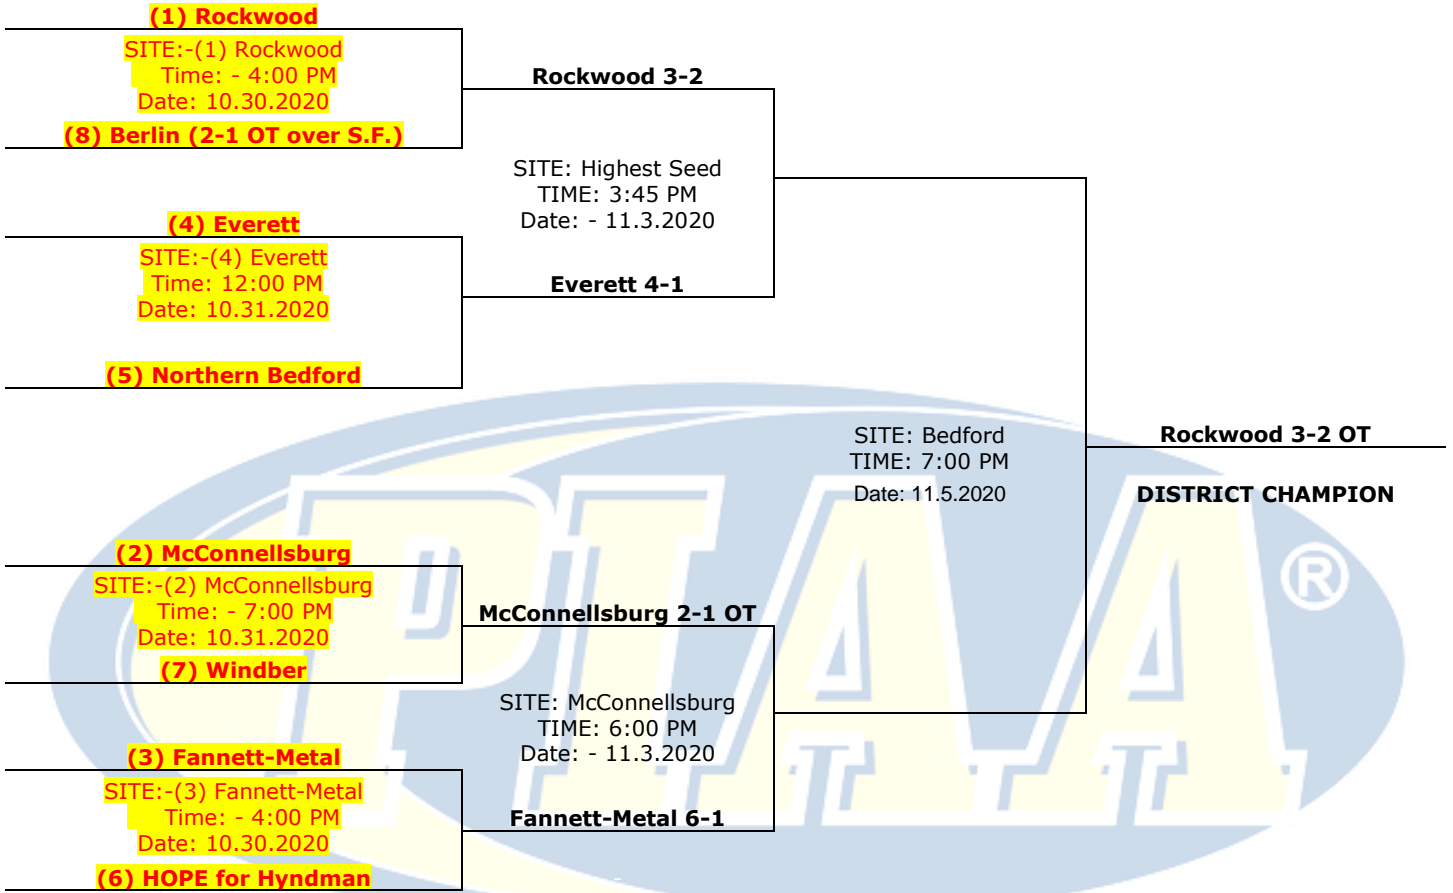 (1) Rockwood
SITE:-(1) Rockwood
Time: - 4:00 PM
Date: 10.30.2020
(8) Berlin (2-1 OT over S.F.)
Rockwood 3-2
SITE: Highest Seed
TIME: 3:45 PM
Date: - 11.3.2020
(4) Everett
SITE:-(4) Everett
Time: 12:00 PM
Date: 10.31.2020
(5) Northern Bedford
Everett 4-1
SITE: Bedford
TIME: 7:00 PM
Date: 11.5.2020
Rockwood 3-2 OT
DISTRICT CHAMPION
(2) McConnellsburg
SITE:-(2) McConnellsburg
Time: - 7:00 PM
Date: 10.31.2020
(7) Windber
McConnellsburg 2-1 OT
SITE: McConnellsburg
TIME: 6:00 PM
Date: - 11.3.2020
(3) Fannett-Metal
SITE:-(3) Fannett-Metal
Time: - 4:00 PM
Date: 10.30.2020
(6) HOPE for Hyndman
Fannett-Metal 6-1
PIAA®